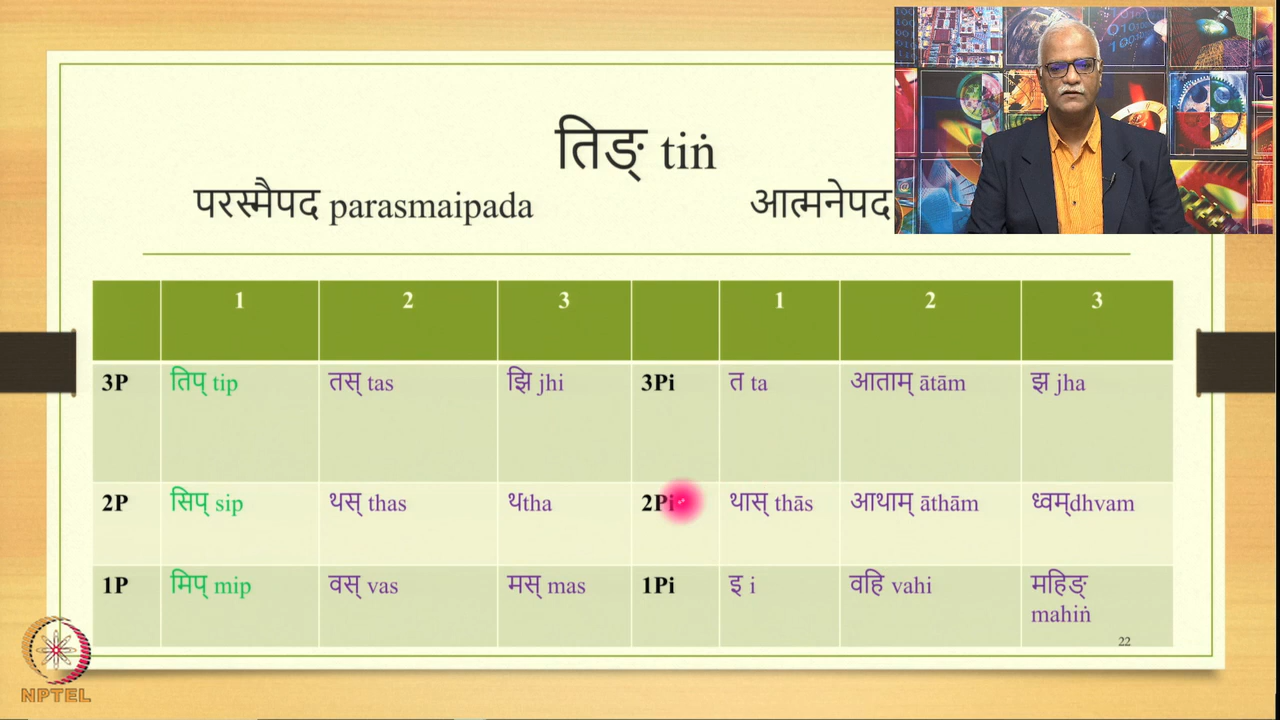 तिङ् tiṅ
परस्मैपद parasmaipada आत्मनेपद
1 2 3 1 2 3
3P तिप् tip तस् tas झि jhi 3Pi त ta आताम् ātām झ jha
2P सिप् sip थस् thas थtha 2Pi थास् thās आथाम् āthām ध्वम्dhvam
1P मिप् mip वस् vas मस् mas 1Pi इ i वहि vahi महिङ्
mahiṅ
22
NPTEL